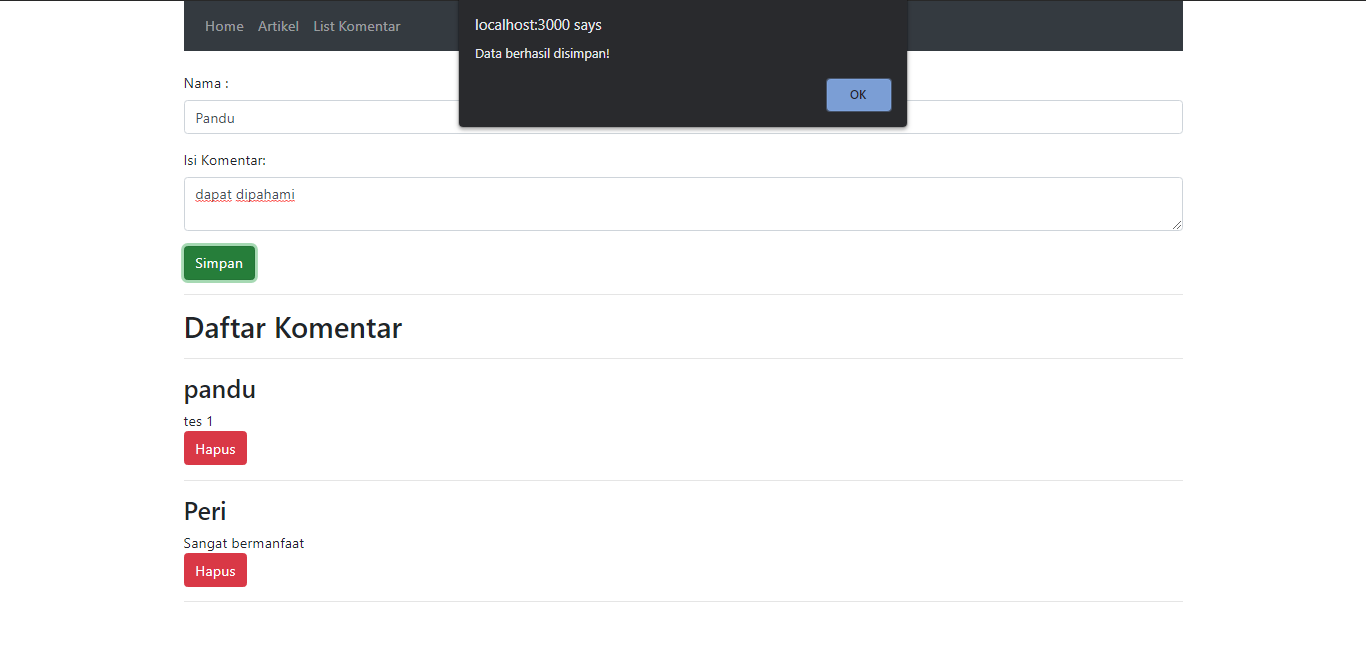 Home Artikel List Komentar
localhost:3000 says
Data berhasil disimpan!
OK
Nama :
Pandu
Isi Komentar:
dapat dipahami
Simpan
Daftar Komentar
pandu
tes 1
Hapus
Peri
Sangat bermanfaat
Hapus